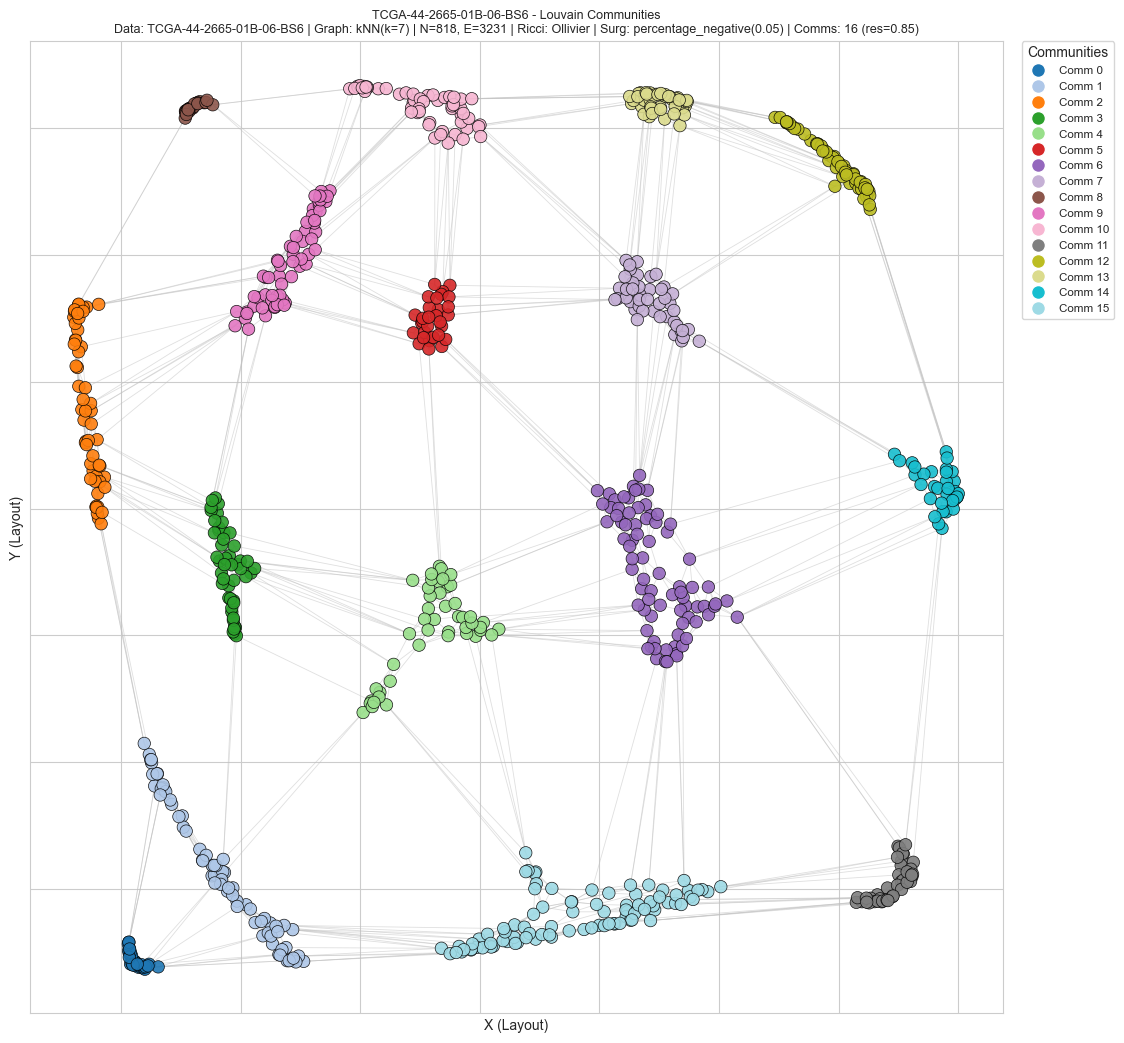 TCGA-44-2665-01B-06-BS6 - Louvain Communities
Data: TCGA-44-2665-01B-06-BS6 | Graph: kNN(k=7) | N=818, E=3231 | Ricci: Ollivier | Surg: percentage_negative(0.05) | Comms: 16 (res=0.85)
Communities
Comm 0
Comm 1
Comm 2
Comm 3
Comm 4
Comm 5
Comm 6
Comm 7
Comm 8
Comm 9
Comm 10
Comm 11
Comm 12
Comm 13
Comm 14
Comm 15
Y (Layout)
X (Layout)